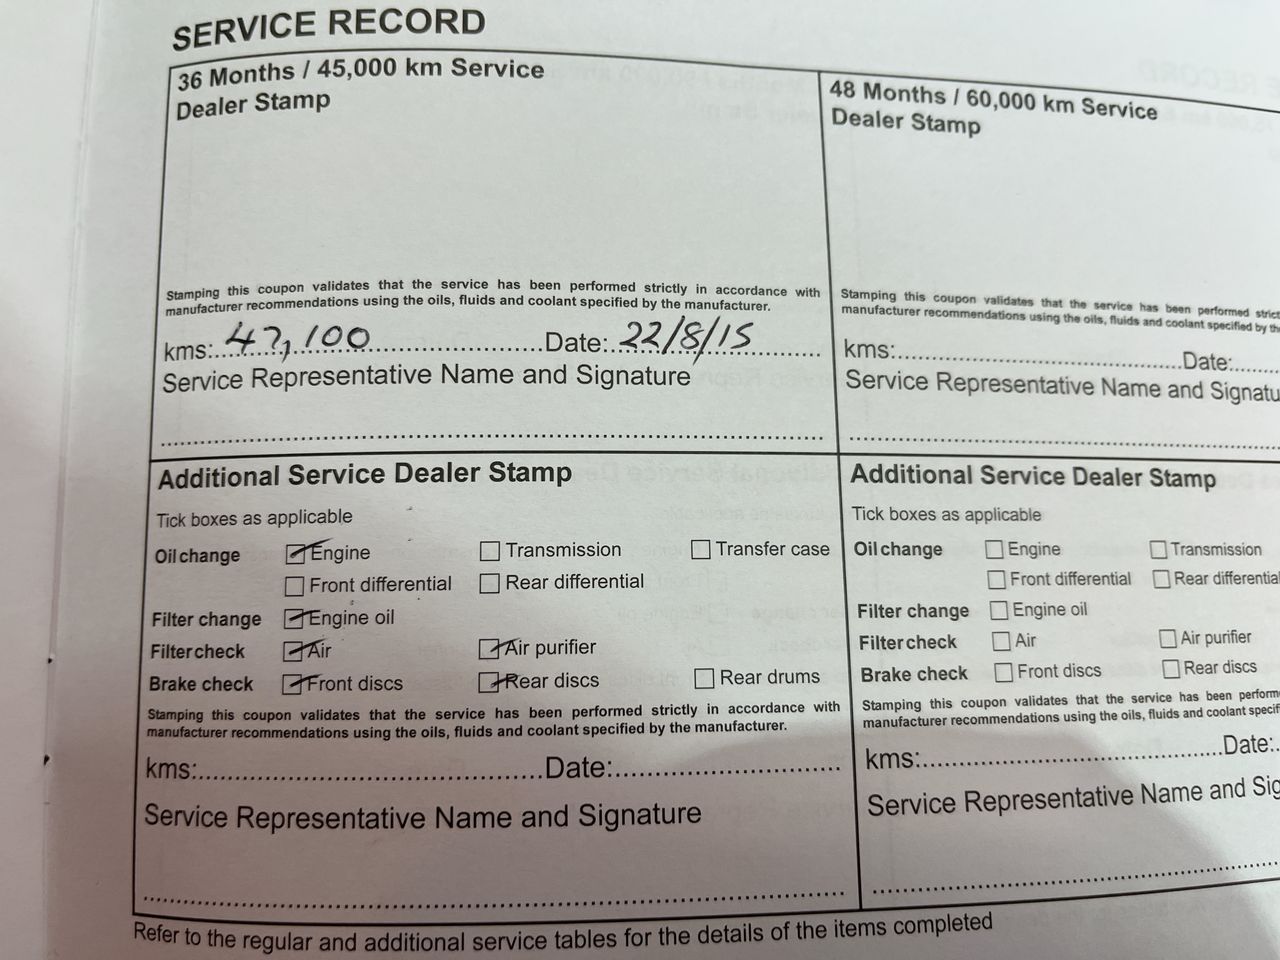 SERVICE RECORD
36 Months / 45,000 km Service
Dealer Stamp
Stamping this coupon validates that the service has been performed strictly in accordance with
manufacturer recommendations using the oils, fluids and coolant specified by the manufacturer.
kms: 47,100 Date: 22/8/15
Service Representative Name and Signature
Additional Service Dealer Stamp
Tick boxes as applicable
Oil change Engine Transmission Transfer case
Front differential Rear differential
Filter change Engine oil
Filter check Air Air purifier
Brake check Front discs Rear discs Rear drums
Stamping this coupon validates that the service has been performed strictly in accordance with
manufacturer recommendations using the oils, fluids and coolant specified by the manufacturer.
kms: Date:
Service Representative Name and Signature
48 Months / 60,000 km Service
Dealer Stamp
Stamping this coupon validates that the service has been performed strict
manufacturer recommendations using the oils, fluids and coolant specified by the
kms: Date:
Service Representative Name and Signatu
Additional Service Dealer Stamp
Tick boxes as applicable
Oil change Engine Transmission
Front differential Rear differential
Filter change Engine oil
Filter check Air Air purifier
Brake check Front discs Rear discs
Stamping this coupon validates that the service has been perform
manufacturer recommendations using the oils, fluids and coolant specif
kms: Date:
Service Representative Name and Sig
Refer to the regular and additional service tables for the details of the items completed